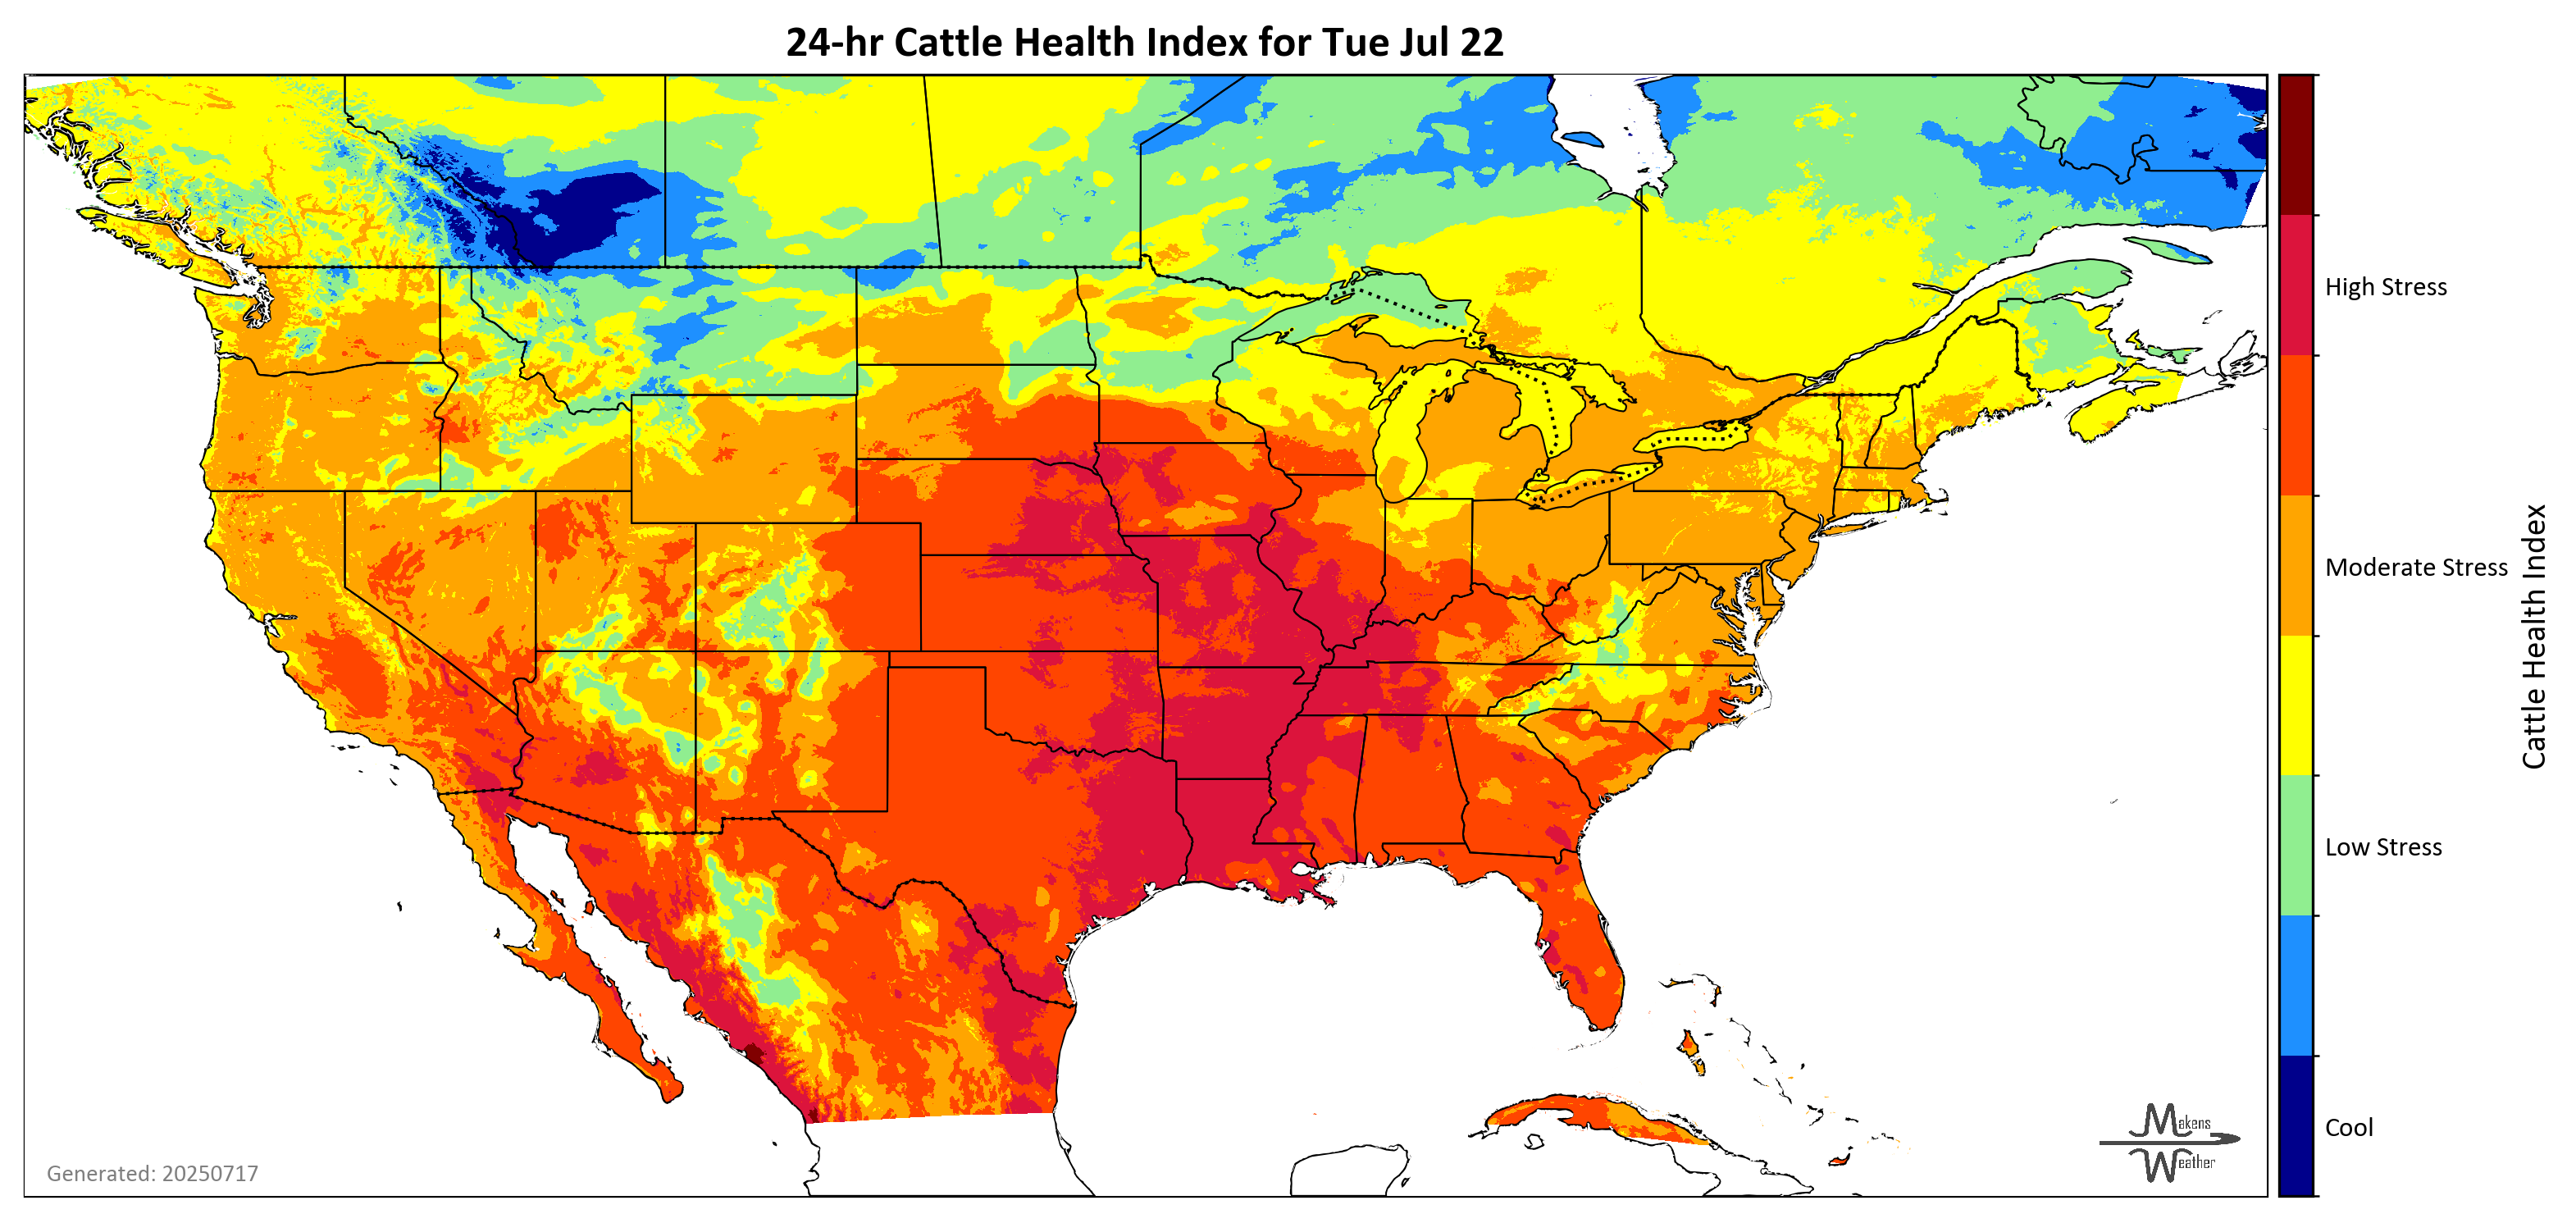 24-hr Cattle Health Index for Tue Jul 22
High Stress
Moderate Stress
Low Stress
Cool
Cattle Health Index
Generated: 20250717
Makens
Weather